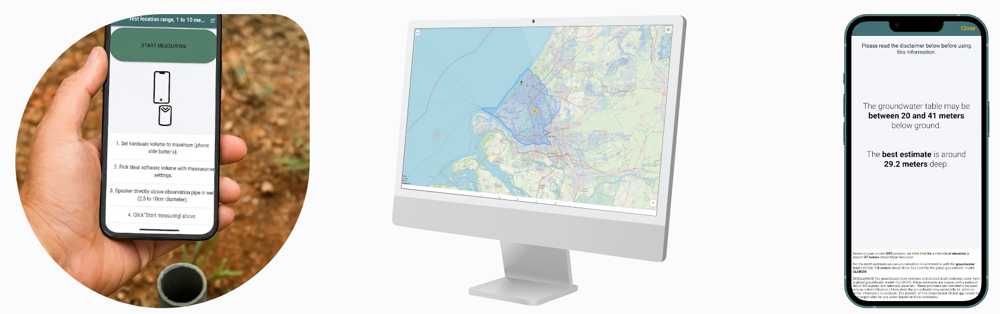 Test location range, 1 to 10 me...
START MEASURING
1. Set hardware volume to maximum (phone
side butter's).
2. Pick ideal software volume with measuremen
settings.
3. Speaker directly above observation pipe in wel
(2.5 to 10cm diameter).
4. Click"Start measuring' above.
Close
Please read the disclaimer below before using
this information.
The groundwater table may be
between 20 and 41 meters
below ground.
The best estimate is around
29.2 meters deep.
Based on your current GPS position, we think that the surface level elevation is
around 37 meters above Mean Sea Level.
For the depth estimate we use your elevation in combination with the groundwater
level estimate 7.8 meters above Mean Sea Level by the global groundwater model
GLOBGM.
[DISCLAIMER] The groundwater level estimate and derived depth estimate come from
a global groundwater model (GLOBGM). These estimates are coarse, with a radius of
about 500 meters, and relatively uncertain. These estimates are intended to be used
only as a first indication of how deep the groundwater may potentially be, when no
etter information is available. The provider of this Groundwater Global app cannot be
d responsible for any action based on these estimates.